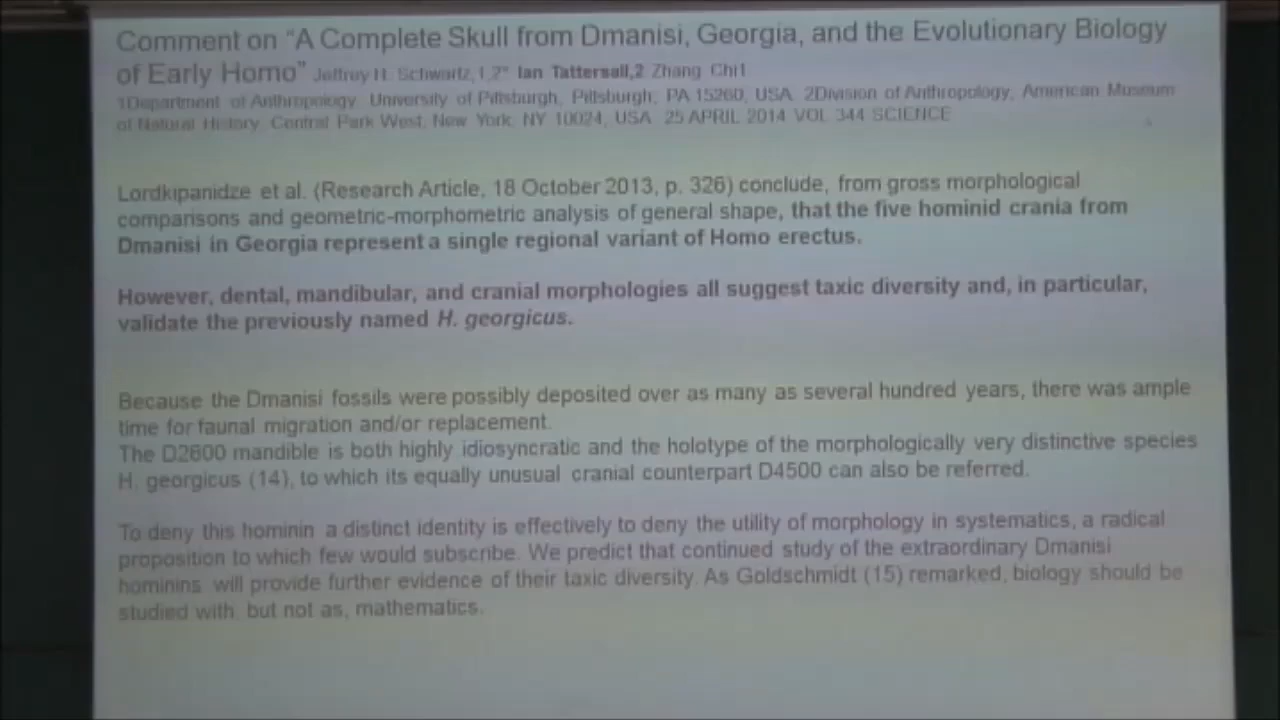 Comment on “A Complete Skull from Dmanisi, Georgia, and the Evolutionary Biology
of Early Homo” Jeffrey H. Schwartz,1,2* Ian Tattersall,2 Zhang Chi1
1Department of Anthropology, University of Pittsburgh, Pittsburgh, PA 15260, USA. 2Division of Anthropology, American Museum
of Natural History, Central Park West, New York, NY 10024, USA. 25 APRIL 2014 VOL 344 SCIENCE
Lordkipanidze et al. (Research Article, 18 October 2013, p. 326) conclude, from gross morphological
comparisons and geometric-morphometric analysis of general shape, that the five hominid crania from
Dmanisi in Georgia represent a single regional variant of Homo erectus.
However, dental, mandibular, and cranial morphologies all suggest taxic diversity and, in particular,
validate the previously named H. georgicus.
Because the Dmanisi fossils were possibly deposited over as many as several hundred years, there was ample
time for faunal migration and/or replacement.
The D2600 mandible is both highly idiosyncratic and the holotype of the morphologically very distinctive species
H. georgicus (14), to which its equally unusual cranial counterpart D4500 can also be referred.
To deny this hominin a distinct identity is effectively to deny the utility of morphology in systematics, a radical
proposition to which few would subscribe. We predict that continued study of the extraordinary Dmanisi
hominins will provide further evidence of their taxic diversity. As Goldschmidt (15) remarked, biology should be
studied with, but not as, mathematics.